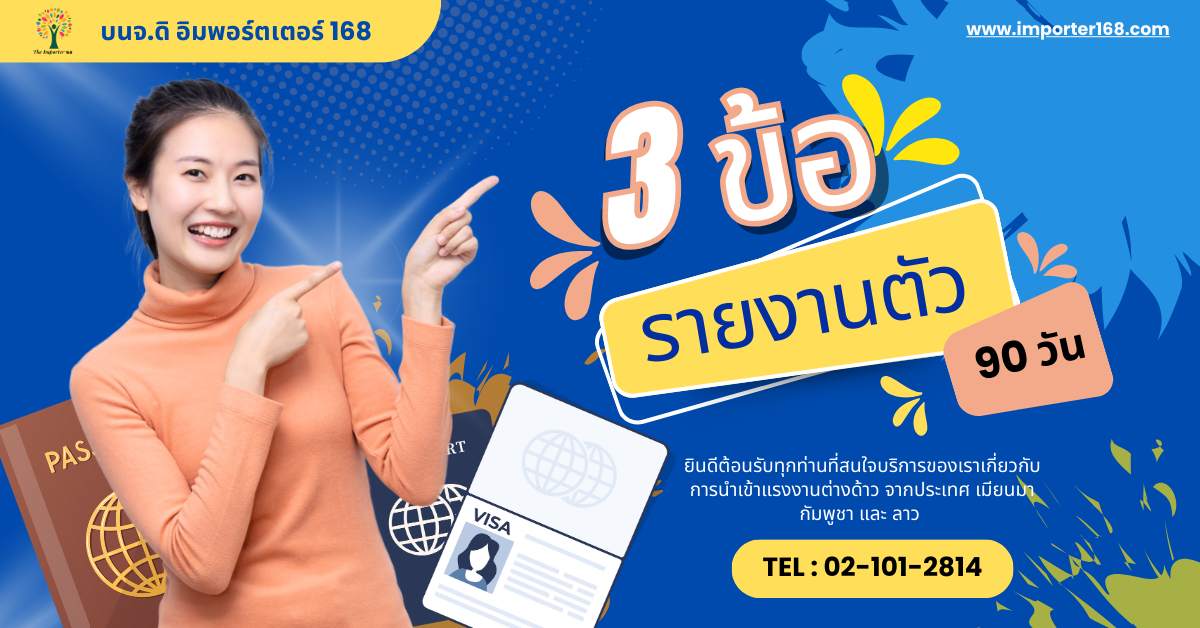 The Importer 168
บนจ.ดิ อิมพอร์ตเตอร์ 168
www.importer168.com
3 ข้อ
รายงานตัว
90 วัน
PASS
RT
VISA
ยินดีต้อนรับทุกท่านที่สนใจบริการของเราเกี่ยวกับ
การนำเข้าแรงงานต่างด้าว จากประเทศ เมียนมา
กัมพูชา และ ลาว
TEL : 02-101-2814